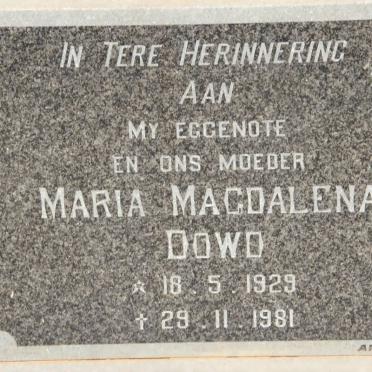 In Tere Herinnering
Aan
My Eggenote
en ons moeder
Maria Magdalena
Dowd
☆ 18 . 5 . 1929
† 29 . 11 . 1981